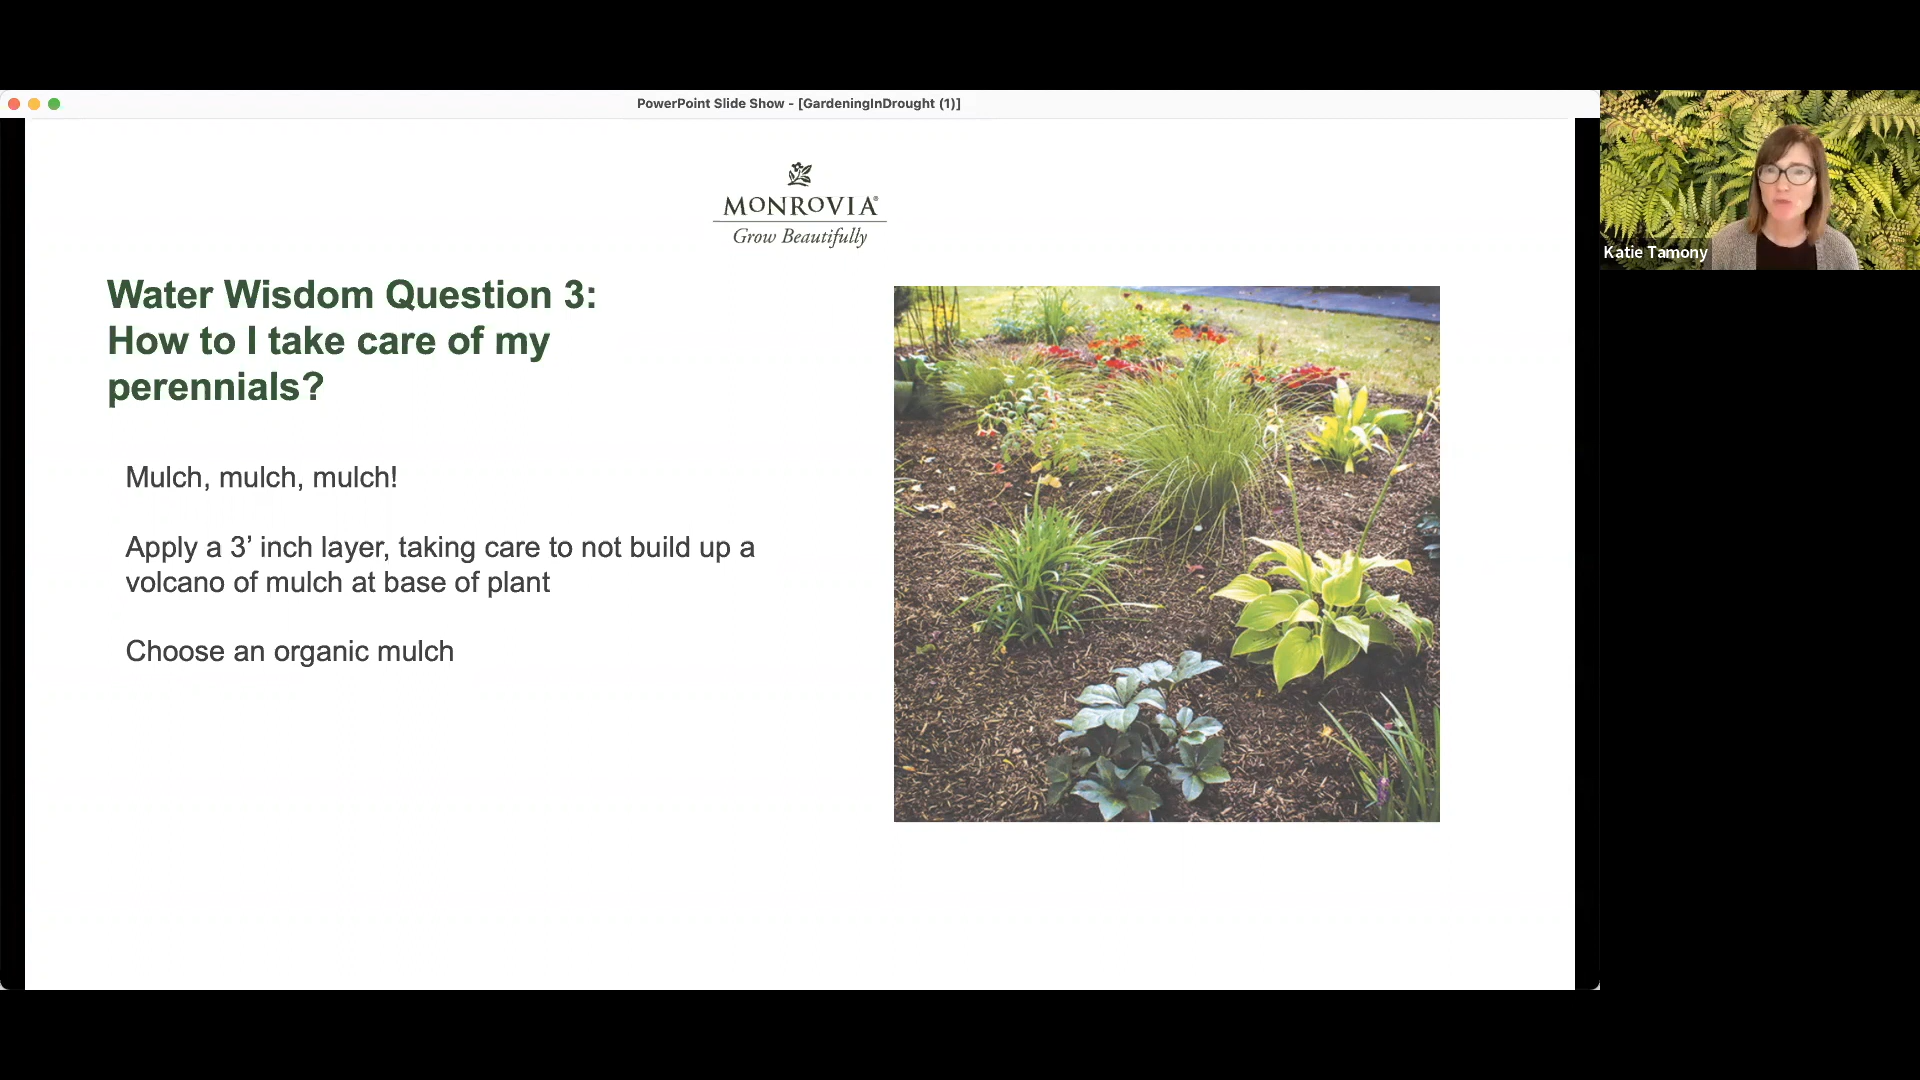 PowerPoint Slide Show - [GardeningInDrought (1)]
MONROVIA®
Grow Beautifully
Katie Tamony
Water Wisdom Question 3:
How to I take care of my
perennials?
Mulch, mulch, mulch!
Apply a 3’ inch layer, taking care to not build up a
volcano of mulch at base of plant
Choose an organic mulch